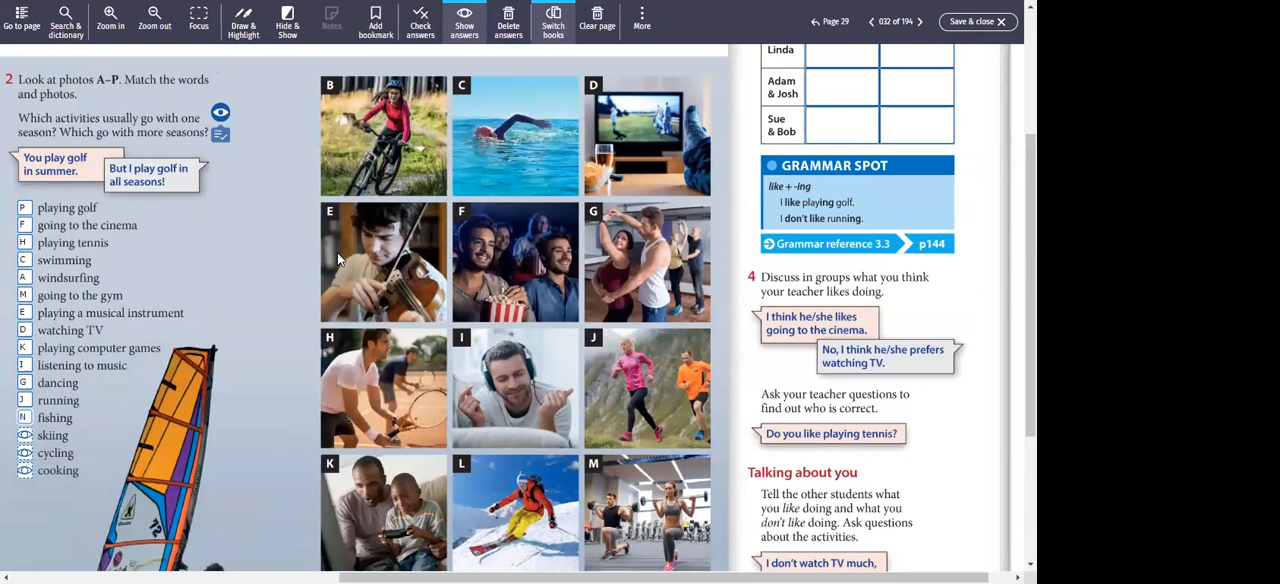 Go to page
Search & dictionary
Zoom in
Zoom out
Focus
Draw & Highlight
Hide & Show
Notes
Add bookmark
Check answers
Show answers
Delete answers
Switch books
Clear page
More
Page 29
032 of 194
Save & close
2 Look at photos A–P. Match the words
and photos.
Which activities usually go with one
season? Which go with more seasons?
You play golf
in summer.
But I play golf in
all seasons!
P playing golf
F going to the cinema
H playing tennis
C swimming
A windsurfing
M going to the gym
E playing a musical instrument
D watching TV
K playing computer games
I listening to music
G dancing
J running
N fishing
skiing
cycling
cooking
B
C
D
E
F
G
H
I
J
K
L
M
Linda
Adam
& Josh
Sue
& Bob
GRAMMAR SPOT
like + -ing
I like playing golf.
I don't like running.
Grammar reference 3.3 p144
4 Discuss in groups what you think
your teacher likes doing.
I think he/she likes
going to the cinema.
No, I think he/she prefers
watching TV.
Ask your teacher questions to
find out who is correct.
Do you like playing tennis?
Talking about you
Tell the other students what
you like doing and what you
don't like doing. Ask questions
about the activities.
I don't watch TV much,